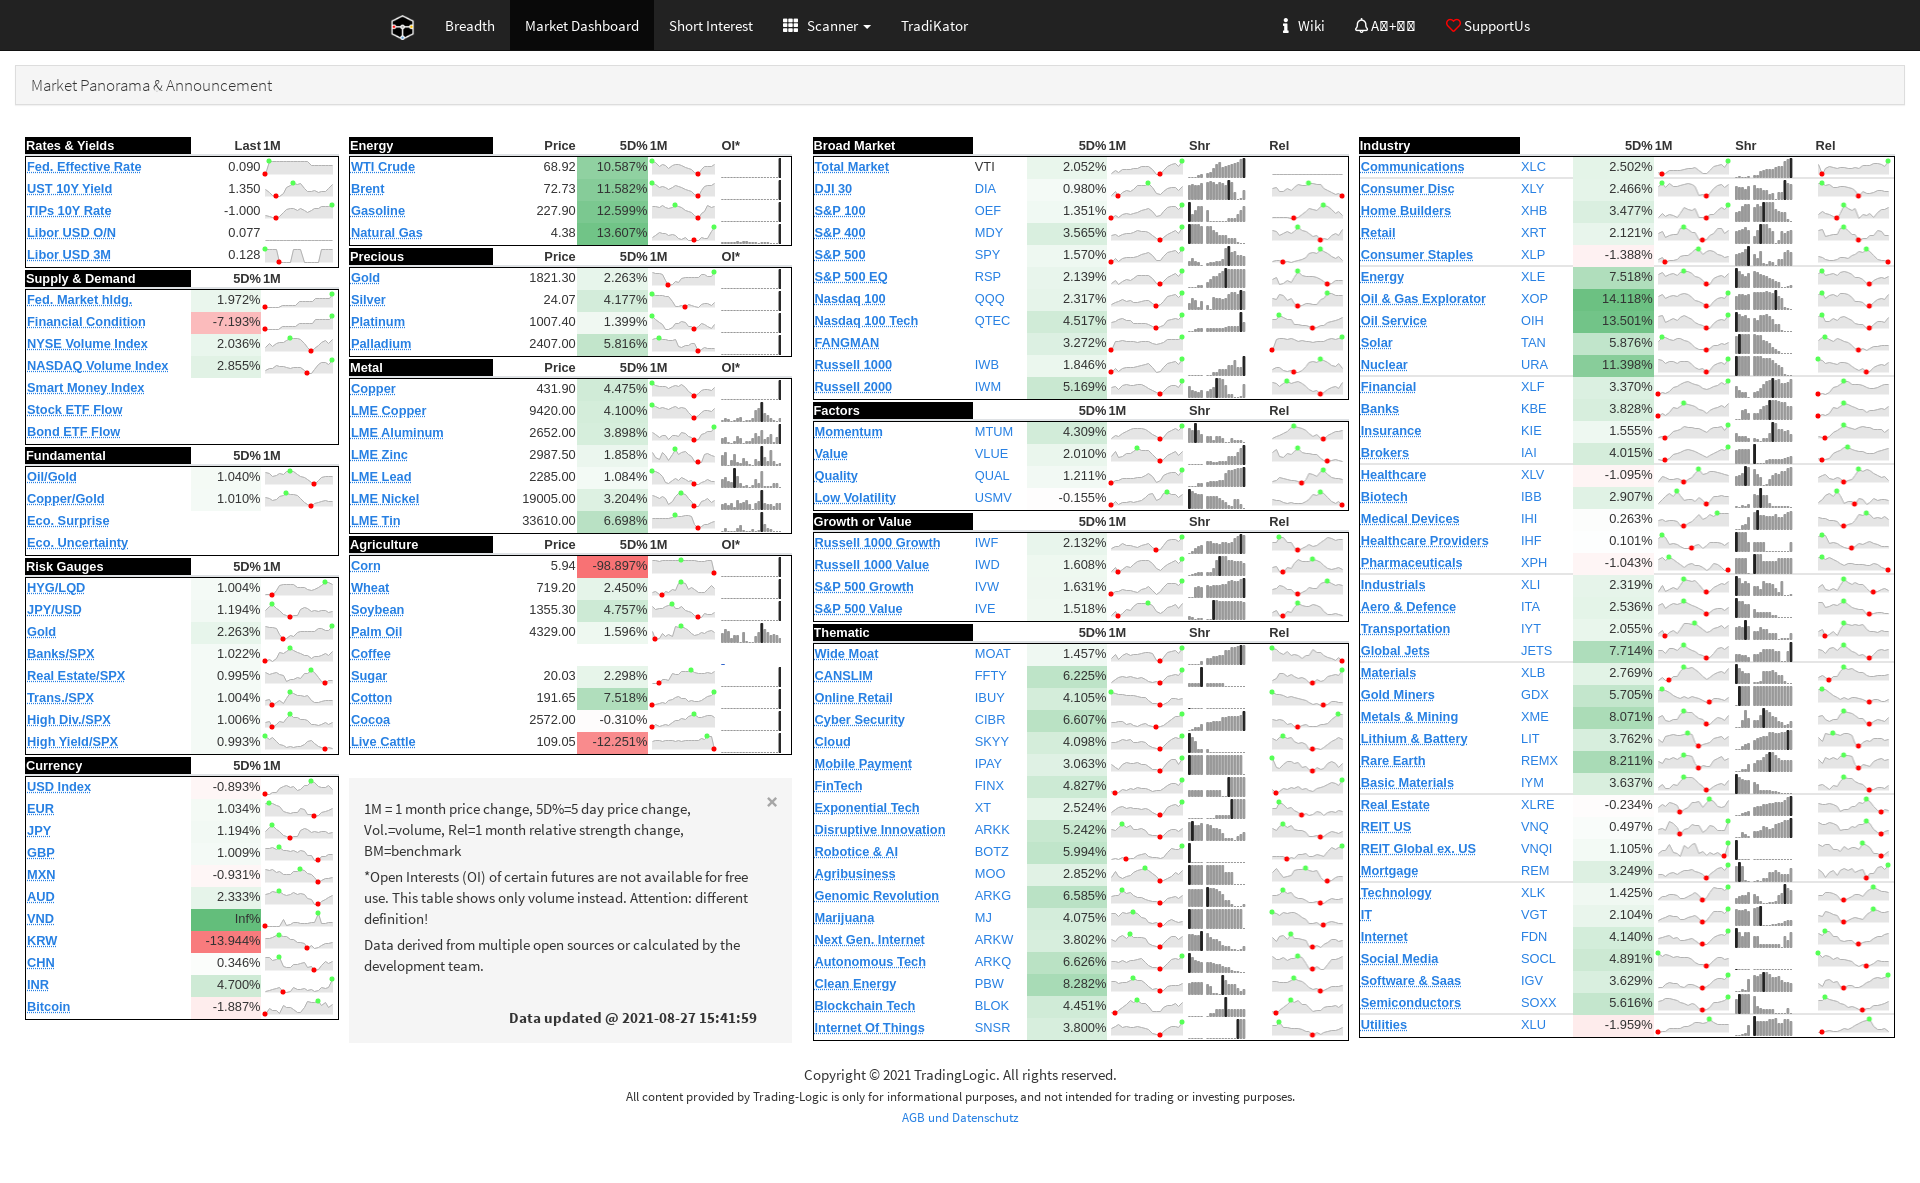 Breadth Market Dashboard Short Interest Scanner TradiKator Wiki SupportUs
Market Panorama & Announcement
Rates & Yields Last 1M
Fed. Effective Rate 0.090
UST 10Y Yield 1.350
TIPs 10Y Rate -1.000
Libor USD O/N 0.077
Libor USD 3M 0.128
Supply & Demand 5D% 1M
Fed. Market hldg. 1.972%
Financial Condition -7.193%
NYSE Volume Index 2.036%
NASDAQ Volume Index 2.855%
Smart Money Index
Stock ETF Flow
Bond ETF Flow
Fundamental 5D% 1M
Oil/Gold 1.040%
Copper/Gold 1.010%
Eco. Surprise
Eco. Uncertainty
Risk Gauges 5D% 1M
HYG/LQD 1.004%
JPY/USD 1.194%
Gold 2.263%
Banks/SPX 1.022%
Real Estate/SPX 0.995%
Trans./SPX 1.004%
High Div./SPX 1.006%
High Yield/SPX 0.993%
Currency 5D% 1M
USD Index -0.893%
EUR 1.034%
JPY 1.194%
GBP 1.009%
MXN -0.931%
AUD 2.333%
VND Inf%
KRW -13.944%
CHN 0.346%
INR 4.700%
Bitcoin -1.887%
Energy Price 5D% 1M OI*
WTI Crude 68.92 10.587%
Brent 72.73 11.582%
Gasoline 227.90 12.599%
Natural Gas 4.38 13.607%
Precious Price 5D% 1M OI*
Gold 1821.30 2.263%
Silver 24.07 4.177%
Platinum 1007.40 1.399%
Palladium 2407.00 5.816%
Metal Price 5D% 1M OI*
Copper 431.90 4.475%
LME Copper 9420.00 4.100%
LME Aluminum 2652.00 3.898%
LME Zinc 2987.50 1.858%
LME Lead 2285.00 1.084%
LME Nickel 19005.00 3.204%
LME Tin 33610.00 6.698%
Agriculture Price 5D% 1M OI*
Corn 5.94 -98.897%
Wheat 719.20 2.450%
Soybean 1355.30 4.757%
Palm Oil 4329.00 1.596%
Coffee -
Sugar 20.03 2.298%
Cotton 191.65 7.518%
Cocoa 2572.00 -0.310%
Live Cattle 109.05 -12.251%
×
1M = 1 month price change, 5D%=5 day price change,
Vol.=volume, Rel=1 month relative strength change,
BM=benchmark
*Open Interests (OI) of certain futures are not available for free
use. This table shows only volume instead. Attention: different
definition!
Data derived from multiple open sources or calculated by the
development team.
Data updated @ 2021-08-27 15:41:59
Broad Market 5D% 1M Shr Rel
Total Market VTI 2.052%
DJI 30 DIA 0.980%
S&P 100 OEF 1.351%
S&P 400 MDY 3.565%
S&P 500 SPY 1.570%
S&P 500 EQ RSP 2.139%
Nasdaq 100 QQQ 2.317%
Nasdaq 100 Tech QTEC 4.517%
FANGMAN 3.272%
Russell 1000 IWB 1.846%
Russell 2000 IWM 5.169%
Factors 5D% 1M Shr Rel
Momentum MTUM 4.309%
Value VLUE 2.010%
Quality QUAL 1.211%
Low Volatility USMV -0.155%
Growth or Value 5D% 1M Shr Rel
Russell 1000 Growth IWF 2.132%
Russell 1000 Value IWD 1.608%
S&P 500 Growth IVW 1.631%
S&P 500 Value IVE 1.518%
Thematic 5D% 1M Shr Rel
Wide Moat MOAT 1.457%
CANSLIM FFTY 6.225%
Online Retail IBUY 4.105%
Cyber Security CIBR 6.607%
Cloud SKYY 4.098%
Mobile Payment IPAY 3.063%
FinTech FINX 4.827%
Exponential Tech XT 2.524%
Disruptive Innovation ARKK 5.242%
Robotice & AI BOTZ 5.994%
Agribusiness MOO 2.852%
Genomic Revolution ARKG 6.585%
Marijuana MJ 4.075%
Next Gen. Internet ARKW 3.802%
Autonomous Tech ARKQ 6.626%
Clean Energy PBW 8.282%
Blockchain Tech BLOK 4.451%
Internet Of Things SNSR 3.800%
Industry 5D% 1M Shr Rel
Communications XLC 2.502%
Consumer Disc XLY 2.466%
Home Builders XHB 3.477%
Retail XRT 2.121%
Consumer Staples XLP -1.388%
Energy XLE 7.518%
Oil & Gas Explorator XOP 14.118%
Oil Service OIH 13.501%
Solar TAN 5.876%
Nuclear URA 11.398%
Financial XLF 3.370%
Banks KBE 3.828%
Insurance KIE 1.555%
Brokers IAI 4.015%
Healthcare XLV -1.095%
Biotech IBB 2.907%
Medical Devices IHI 0.263%
Healthcare Providers IHF 0.101%
Pharmaceuticals XPH -1.043%
Industrials XLI 2.319%
Aero & Defence ITA 2.536%
Transportation IYT 2.055%
Global Jets JETS 7.714%
Materials XLB 2.769%
Gold Miners GDX 5.705%
Metals & Mining XME 8.071%
Lithium & Battery LIT 3.762%
Rare Earth REMX 8.211%
Basic Materials IYM 3.637%
Real Estate XLRE -0.234%
REIT US VNQ 0.497%
REIT Global ex. US VNQI 1.105%
Mortgage REM 3.249%
Technology XLK 1.425%
IT VGT 2.104%
Internet FDN 4.140%
Social Media SOCL 4.891%
Software & Saas IGV 3.629%
Semiconductors SOXX 5.616%
Utilities XLU -1.959%
Copyright © 2021 TradingLogic. All rights reserved.
All content provided by Trading-Logic is only for informational purposes, and not intended for trading or investing purposes.
AGB und Datenschutz